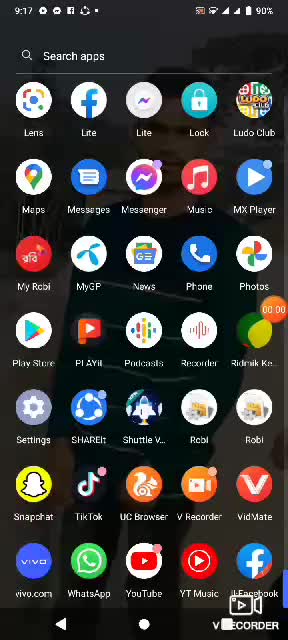 9:17
90%
Search apps
Lens
Lite
Lite
Lock
Ludo Club
Maps
Messages
Messenger
Music
MX Player
My Robi
MyGP
News
Phone
Photos
00:00
Play Store
PLAYit
Podcasts
Recorder
Ridmik Ke...
Settings
SHAREit
Shuttle V...
Robi
Robi
Snapchat
TikTok
UC Browser
V Recorder
VidMate
vivo.com
WhatsApp
YouTube
YT Music
Facebook
V RECORDER